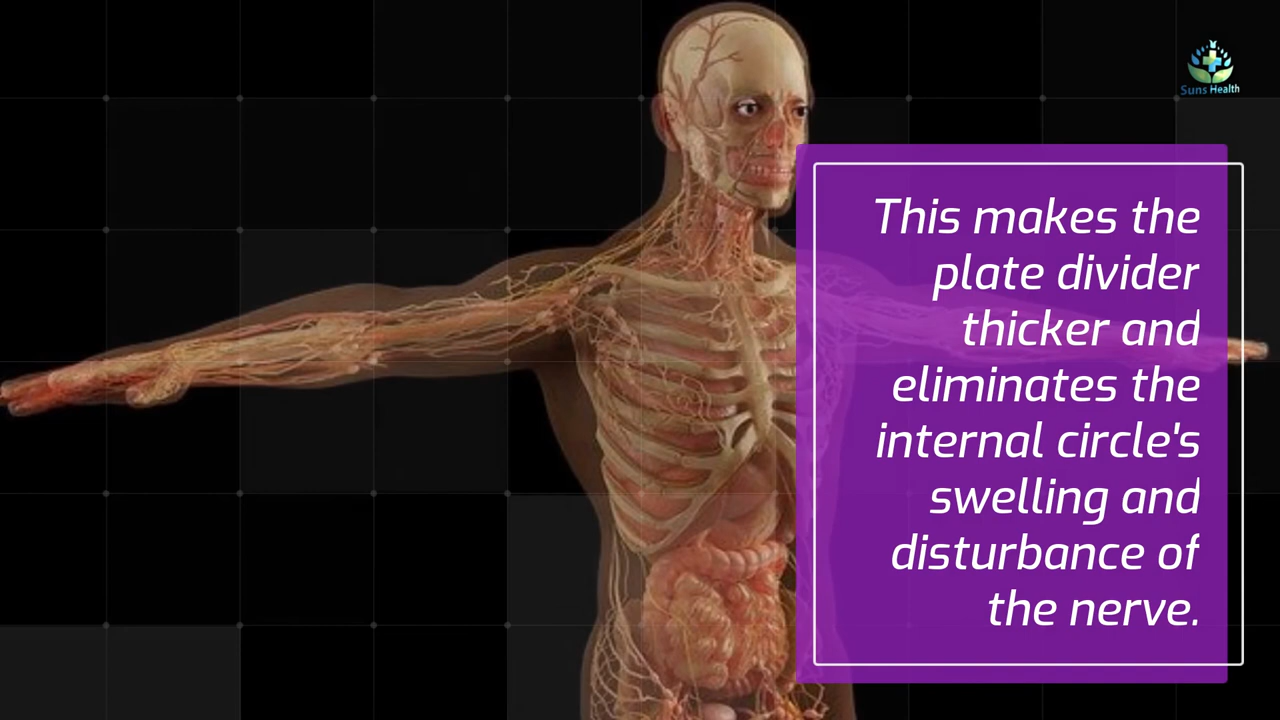 Suns Health
This makes the
plate divider
thicker and
eliminates the
internal circle's
swelling and
disturbance of
the nerve.